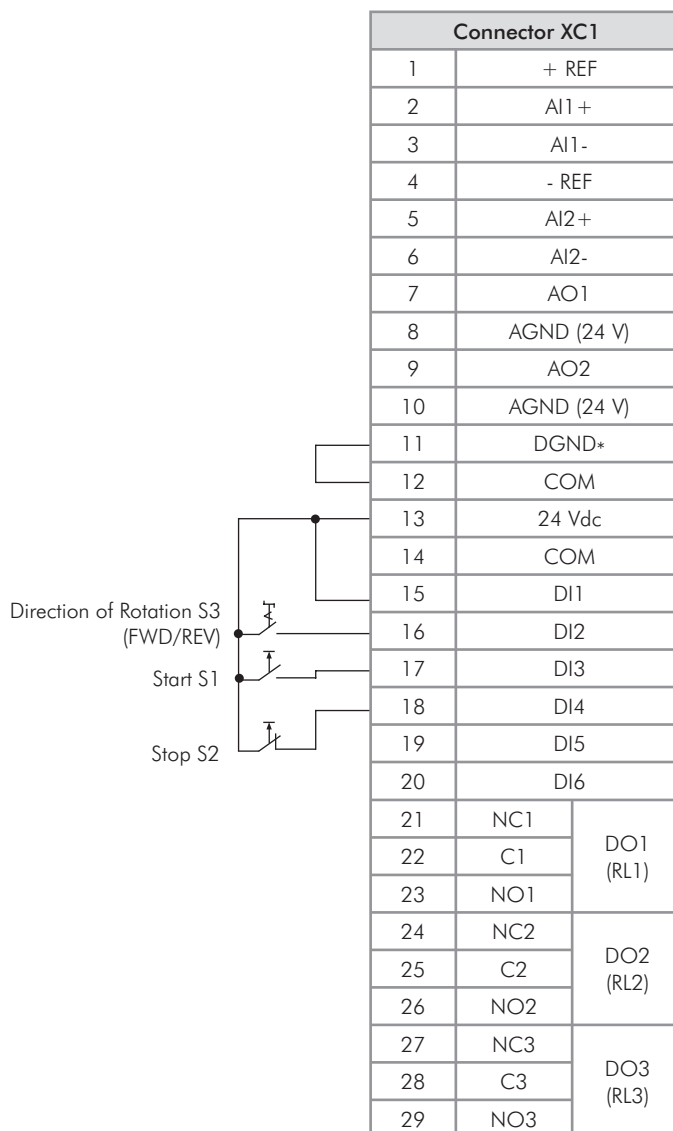 Connector XC1
1 + REF
2 AI1+
3 AI1-
4 - REF
5 AI2+
6 AI2-
7 AO1
8 AGND (24 V)
9 AO2
10 AGND (24 V)
11 DGND*
12 COM
13 24 Vdc
14 COM
15 DI1
Direction of Rotation S3
(FWD/REV)
16 DI2
Start S1
17 DI3
18 DI4
Stop S2
19 DI5
20 DI6
21 NC1
22 C1
23 NO1
DO1
(RL1)
24 NC2
25 C2
26 NO2
DO2
(RL2)
27 NC3
28 C3
29 NO3
DO3
(RL3)